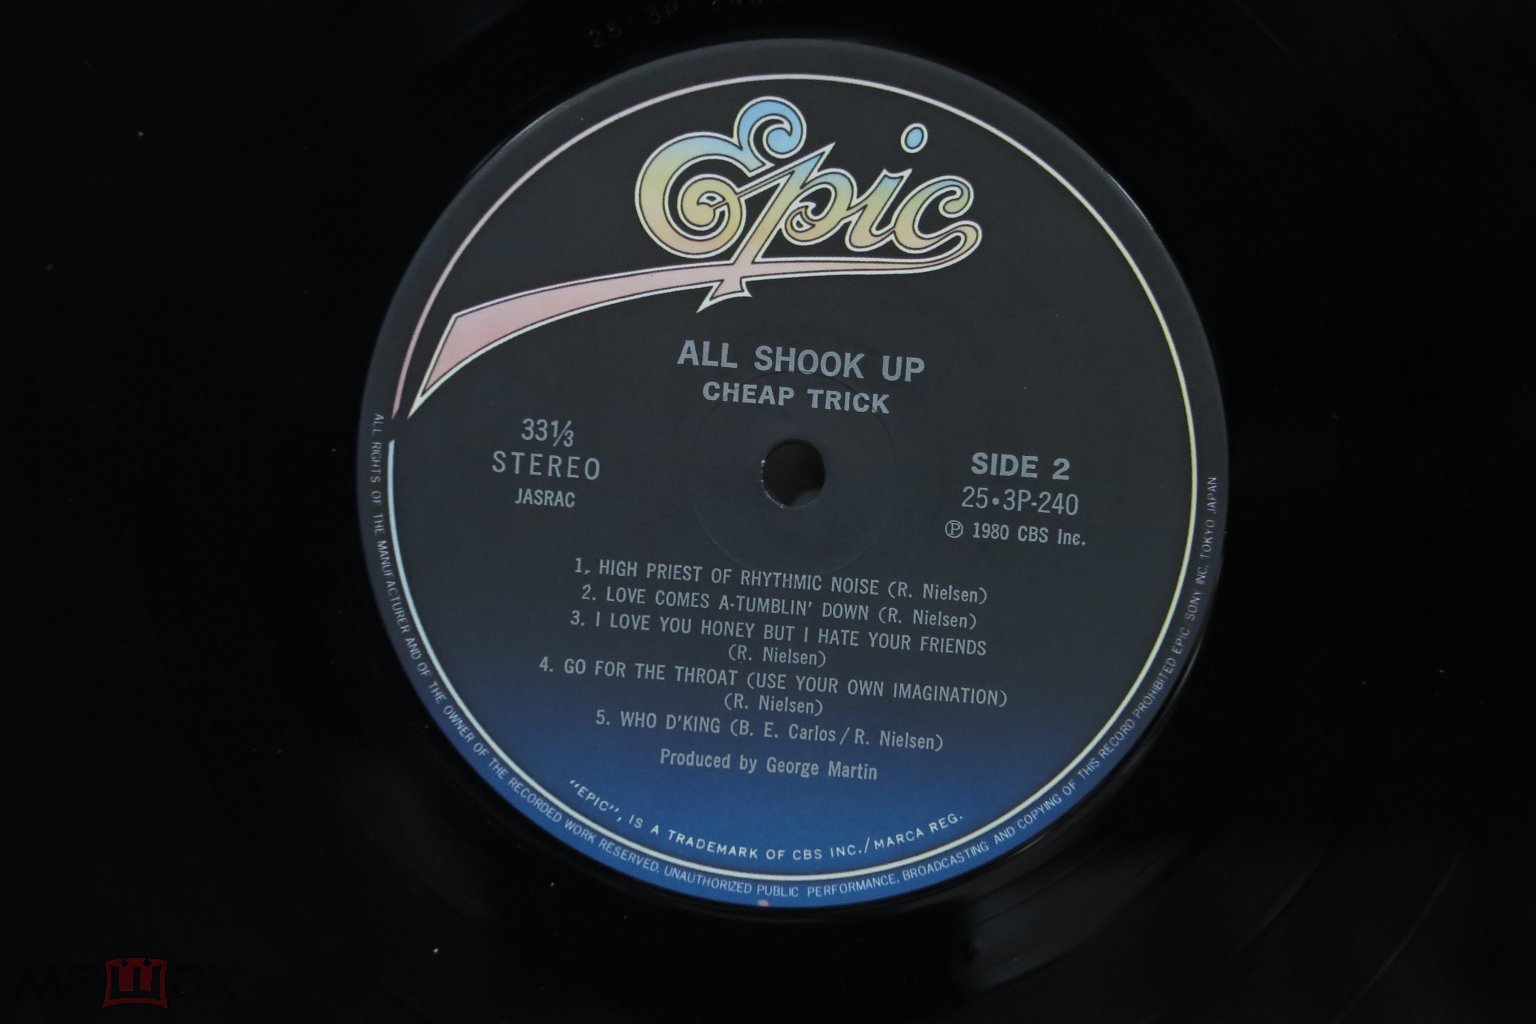 25·3P-240
Epic
ALL SHOOK UP
CHEAP TRICK
33⅓
STEREO
JASRAC
SIDE 2
25•3P-240
Ⓟ 1980 CBS Inc.
1. HIGH PRIEST OF RHYTHMIC NOISE (R. Nielsen)
2. LOVE COMES A-TUMBLIN' DOWN (R. Nielsen)
3. I LOVE YOU HONEY BUT I HATE YOUR FRIENDS
(R. Nielsen)
4. GO FOR THE THROAT (USE YOUR OWN IMAGINATION)
(R. Nielsen)
5. WHO D'KING (B. E. Carlos / R. Nielsen)
Produced by George Martin
"EPIC", IS A TRADEMARK OF CBS INC./MARCA REG.
ALL RIGHTS OF THE MANUFACTURER AND OF THE OWNER OF THE RECORDED WORK RESERVED. UNAUTHORIZED PUBLIC PERFORMANCE, BROADCASTING AND COPYING OF THIS RECORD PROHIBITED EPIC SONY INC. TOKYO JAPAN
мешок